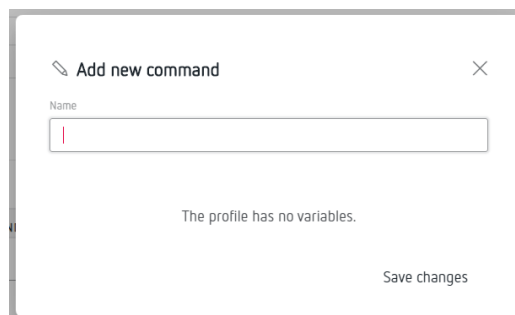 Add new command
Name
The profile has no variables.
Save changes